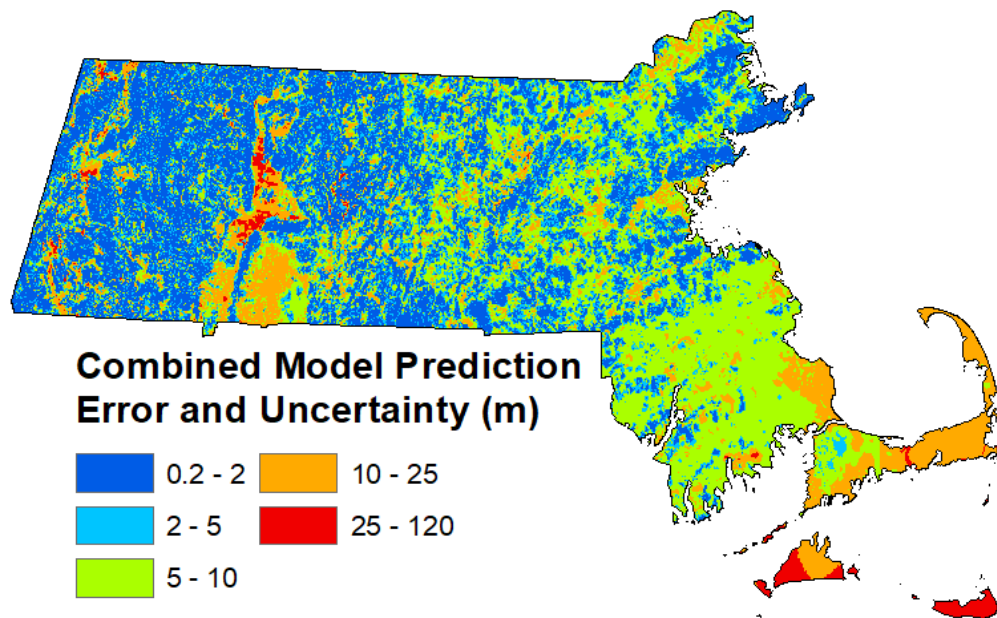 Combined Model Prediction
Error and Uncertainty (m)
0.2 - 2
10 - 25
2 - 5
25 - 120
5 - 10